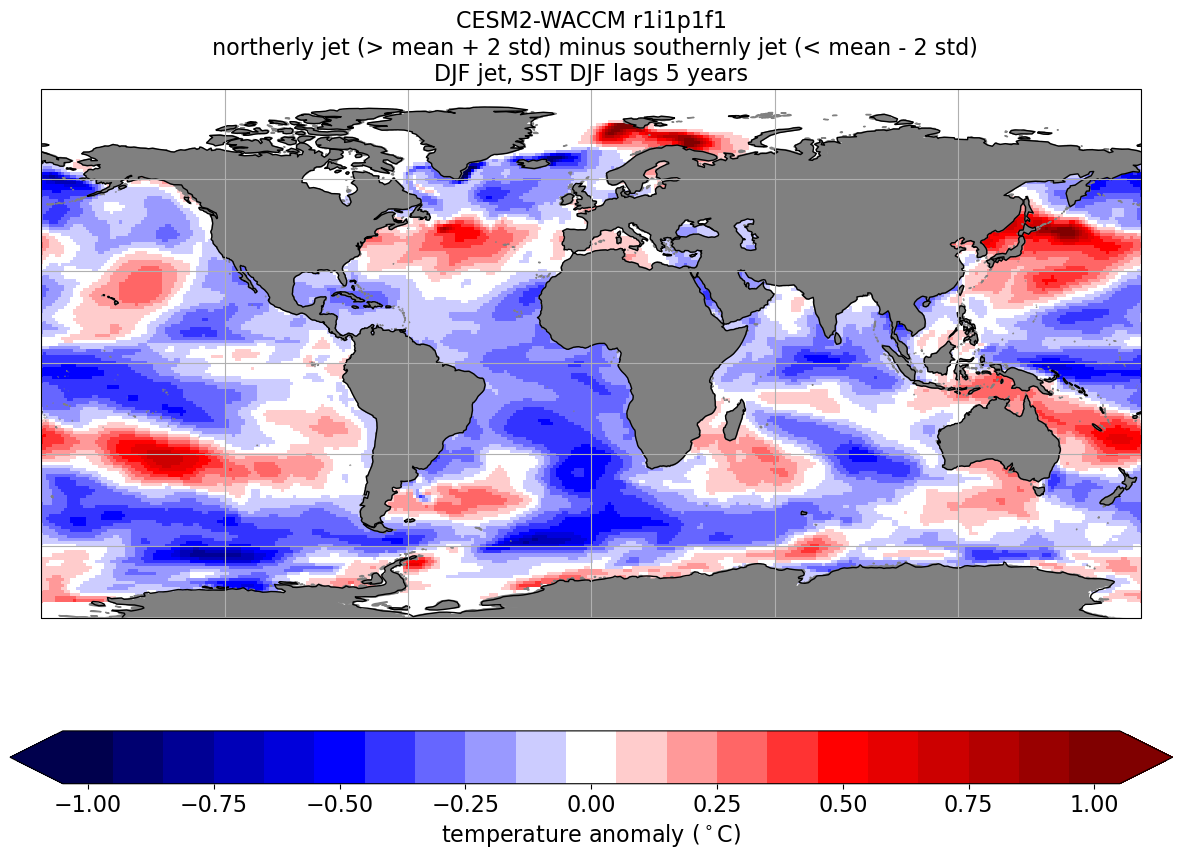 CESM2-WACCM r1i1p1f1
northerly jet (> mean + 2 std) minus southernly jet (< mean - 2 std)
DJF jet, SST DJF lags 5 years
−1.00 −0.75 −0.50 −0.25 0.00 0.25 0.50 0.75 1.00
temperature anomaly (°C)